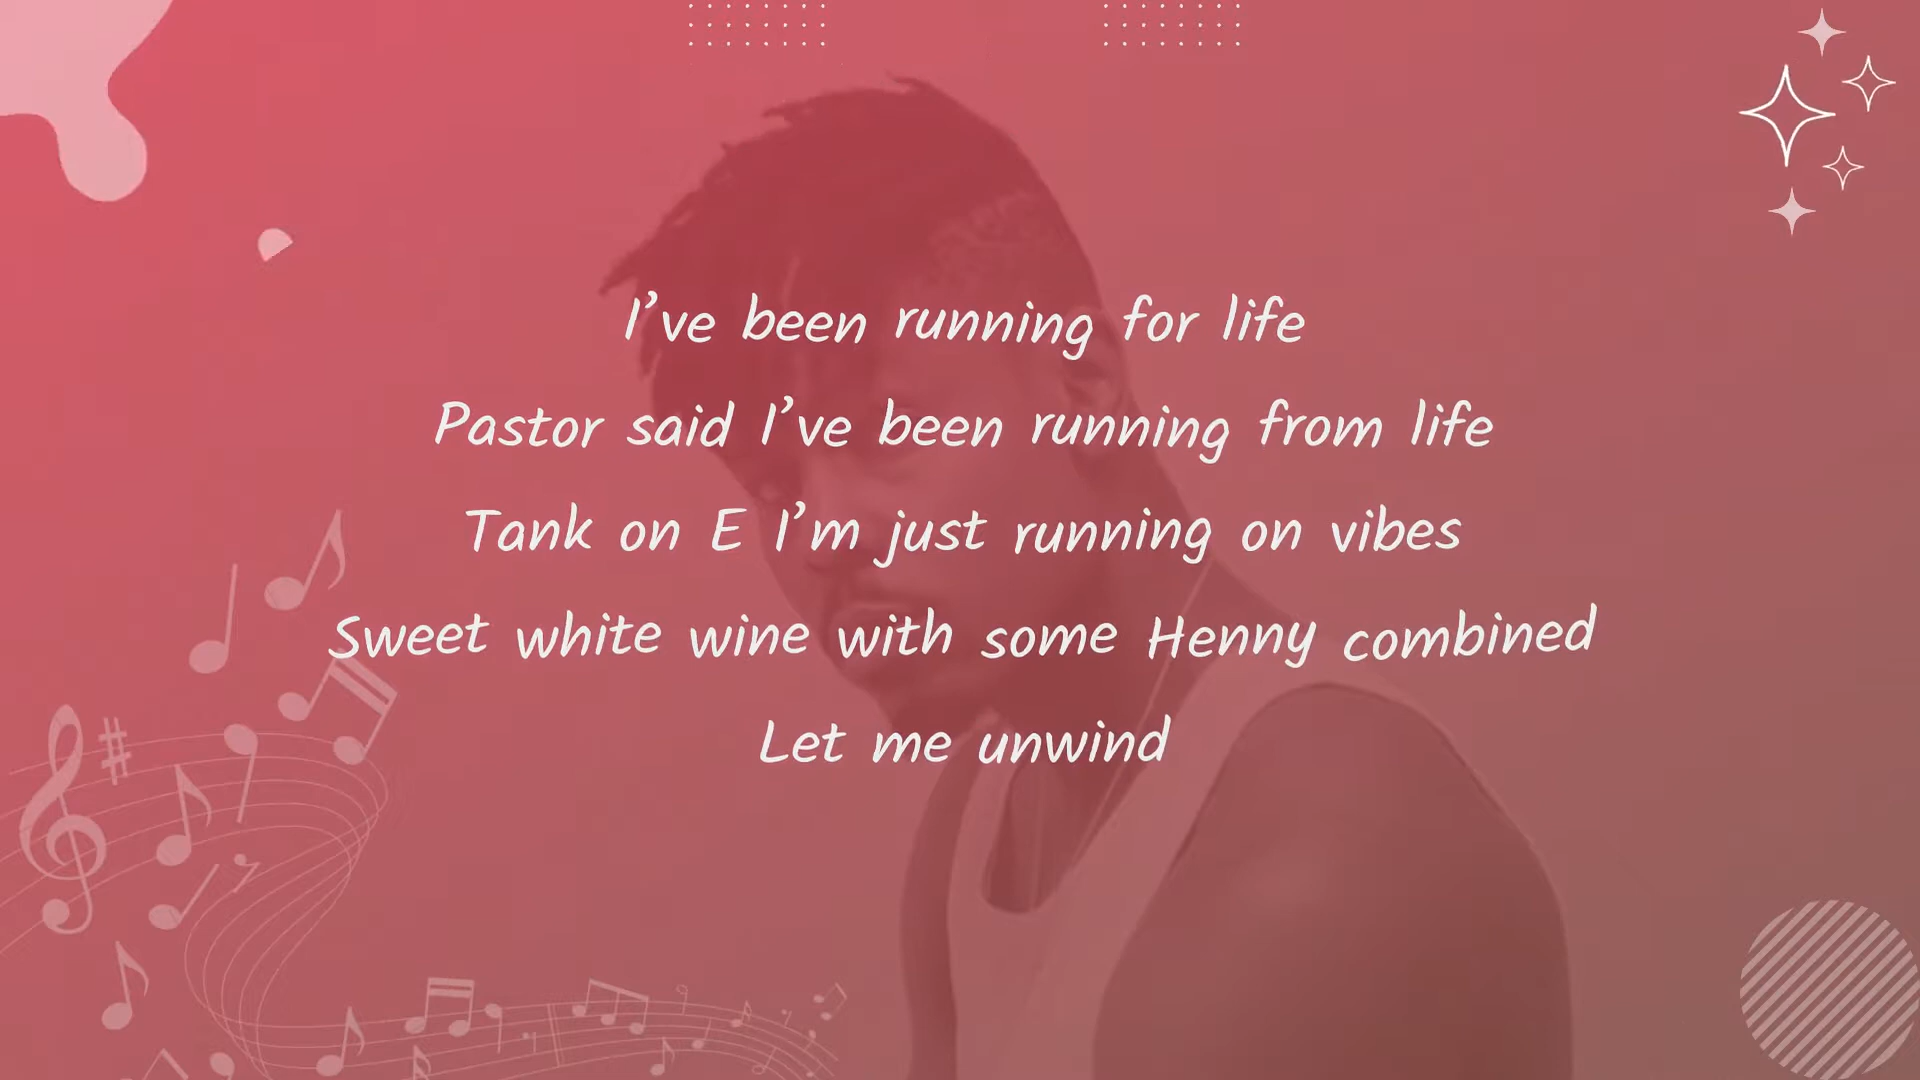 I've been running for life
Pastor said I've been running from life
Tank on E I'm just running on vibes
Sweet white wine with some Henny combined
Let me unwind